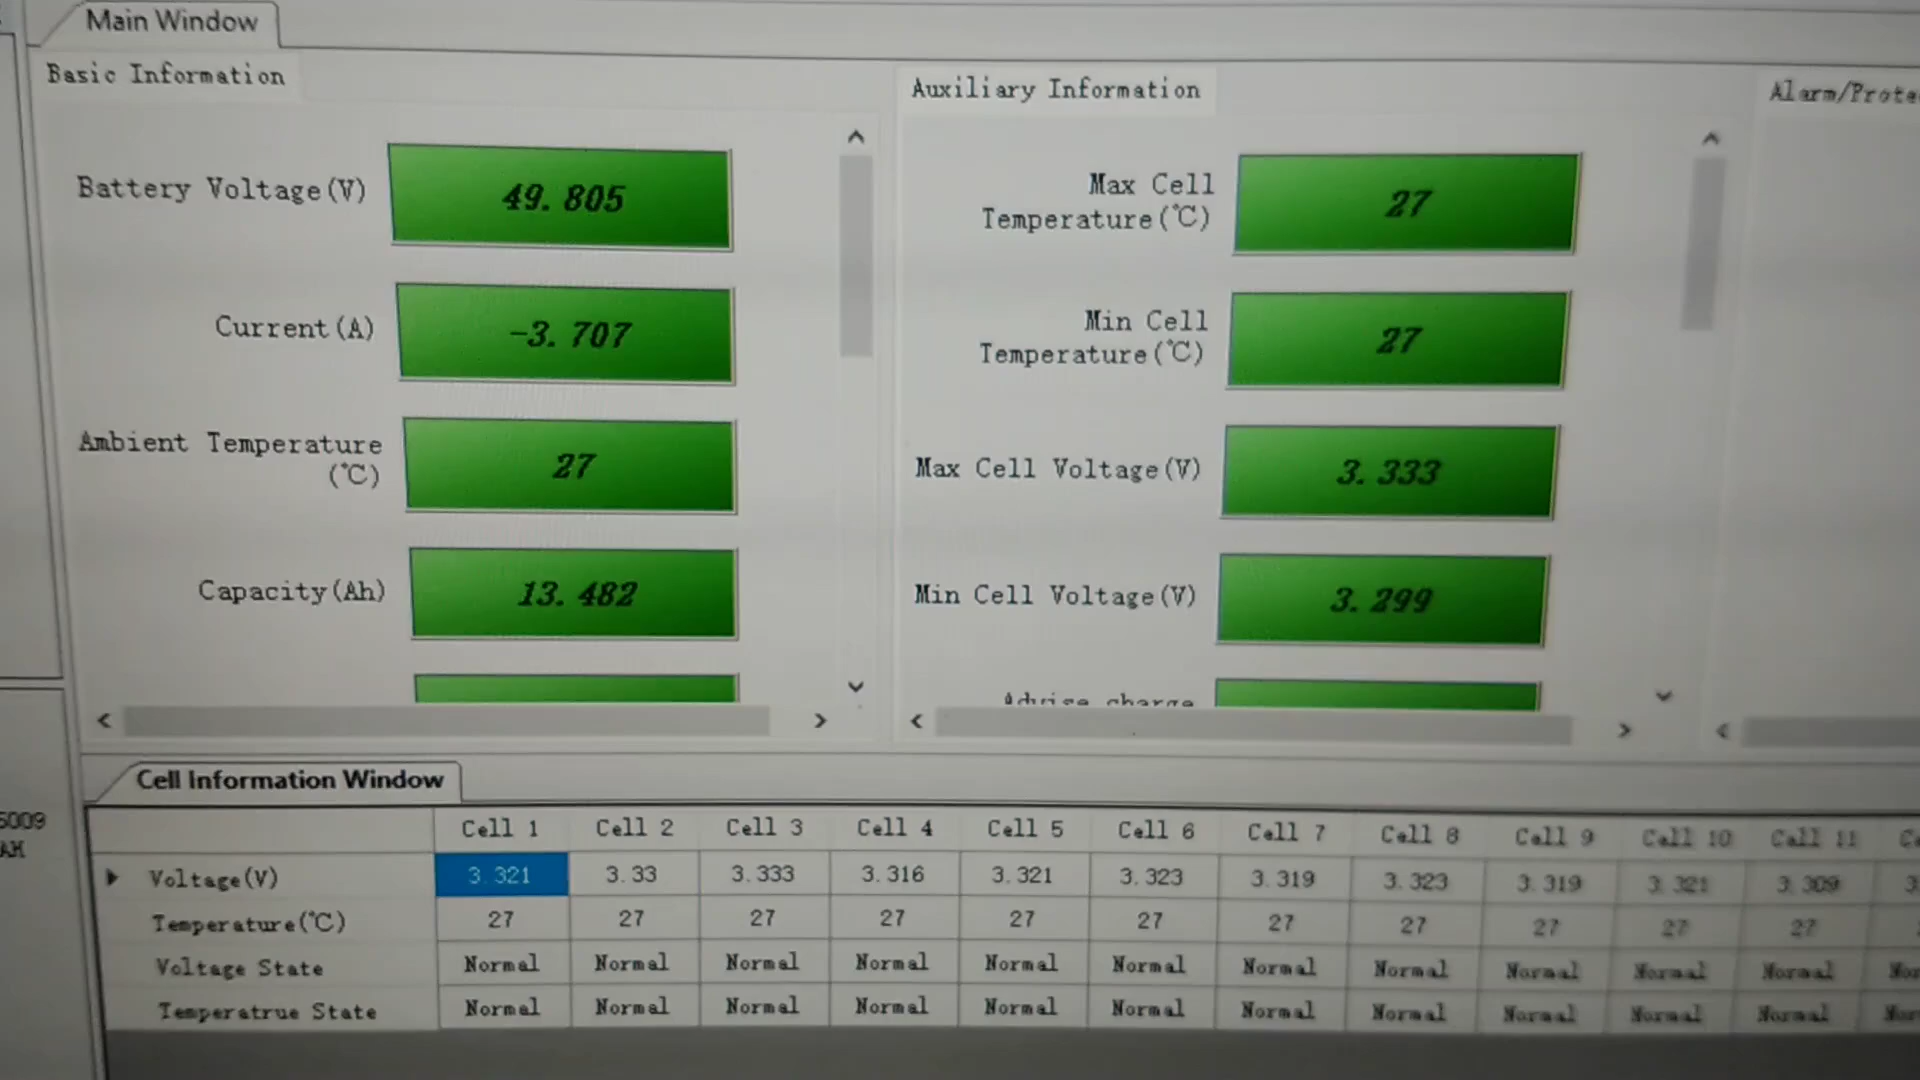 Main Window
Basic Information
Battery Voltage(V) 49.805
Current(A) -3.707
Ambient Temperature (℃) 27
Capacity(Ah) 13.482
Auxiliary Information
Max Cell Temperature(℃) 27
Min Cell Temperature(℃) 27
Max Cell Voltage(V) 3.333
Min Cell Voltage(V) 3.299
Advise charge
Cell Information Window
5009
AH
Cell 1 Cell 2 Cell 3 Cell 4 Cell 5 Cell 6 Cell 7 Cell 8 Cell 9 Cell 10 Cell 11
Voltage(V) 3.321 3.33 3.333 3.316 3.321 3.323 3.319 3.323 3.319 3.321 3.309
Temperature(℃) 27 27 27 27 27 27 27 27 27 27 27
Voltage State Normal Normal Normal Normal Normal Normal Normal Normal Normal Normal Normal
Temperatrue State Normal Normal Normal Normal Normal Normal Normal Normal Normal Normal Normal